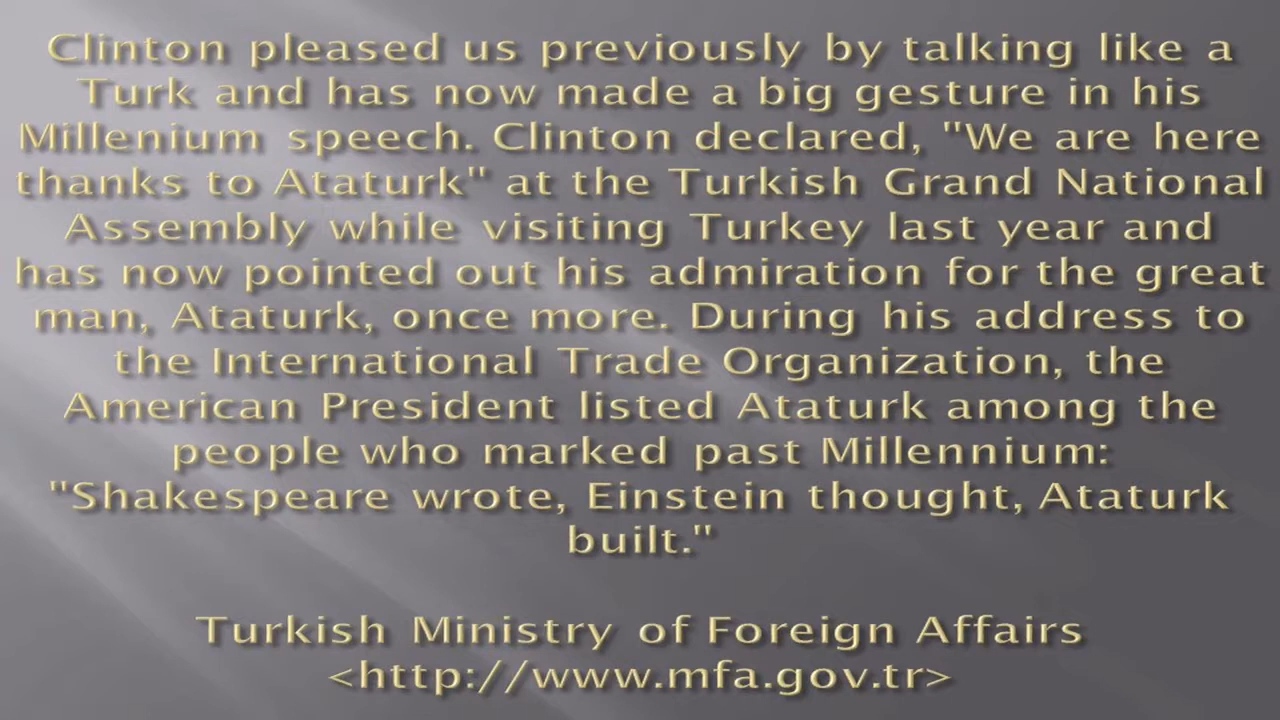 Clinton pleased us previously by talking like a
Turk and has now made a big gesture in his
Millenium speech. Clinton declared, "We are here
thanks to Ataturk" at the Turkish Grand National
Assembly while visiting Turkey last year and
has now pointed out his admiration for the great
man, Ataturk, once more. During his address to
the International Trade Organization, the
American President listed Ataturk among the
people who marked past Millennium:
"Shakespeare wrote, Einstein thought, Ataturk
built."
Turkish Ministry of Foreign Affairs
<http://www.mfa.gov.tr>